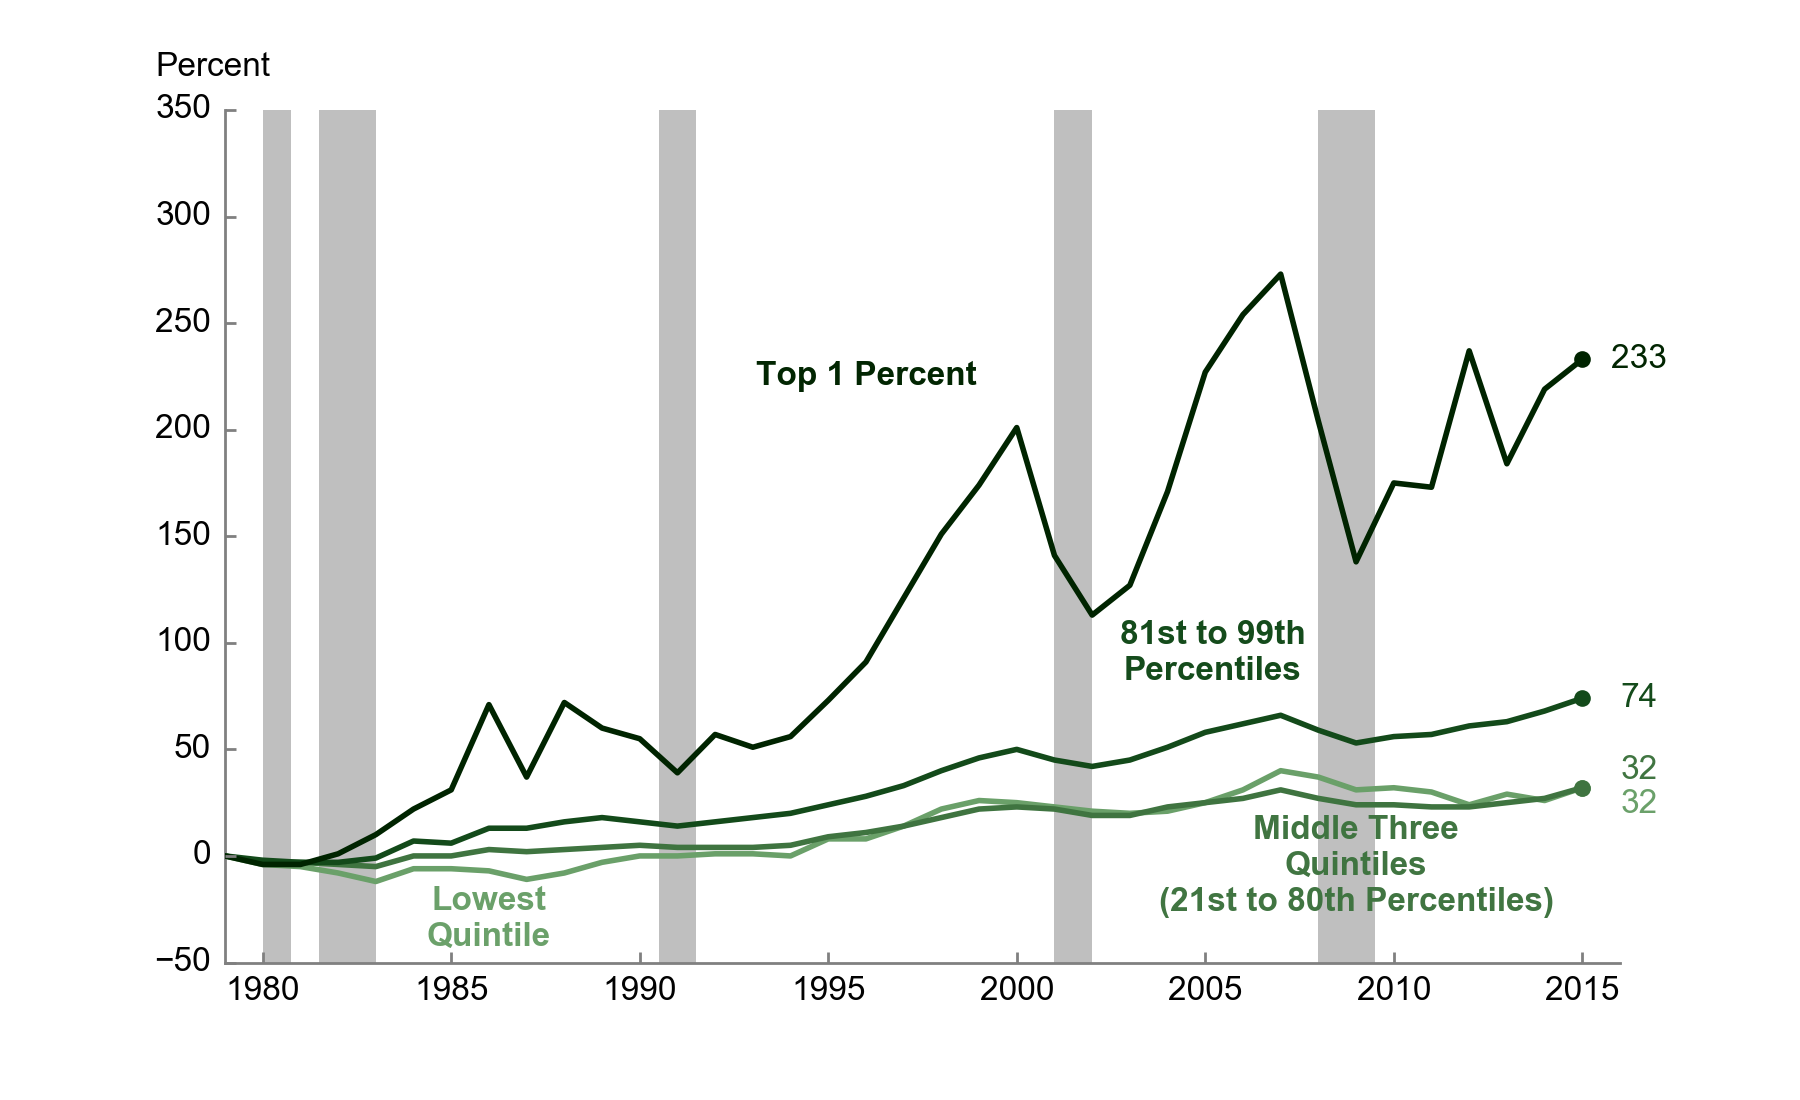 Percent
350
300
250
200
150
100
50
0
−50
1980 1985 1990 1995 2000 2005 2010 2015
Top 1 Percent
233
81st to 99th
Percentiles
74
32
32
Middle Three
Quintiles
(21st to 80th Percentiles)
Lowest
Quintile